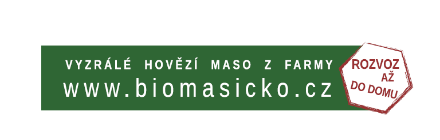 VYZRÁLÉ HOVĚZÍ MASO Z FARMY
www.biomasicko.cz
ROZVOZ
AŽ
DO DOMU